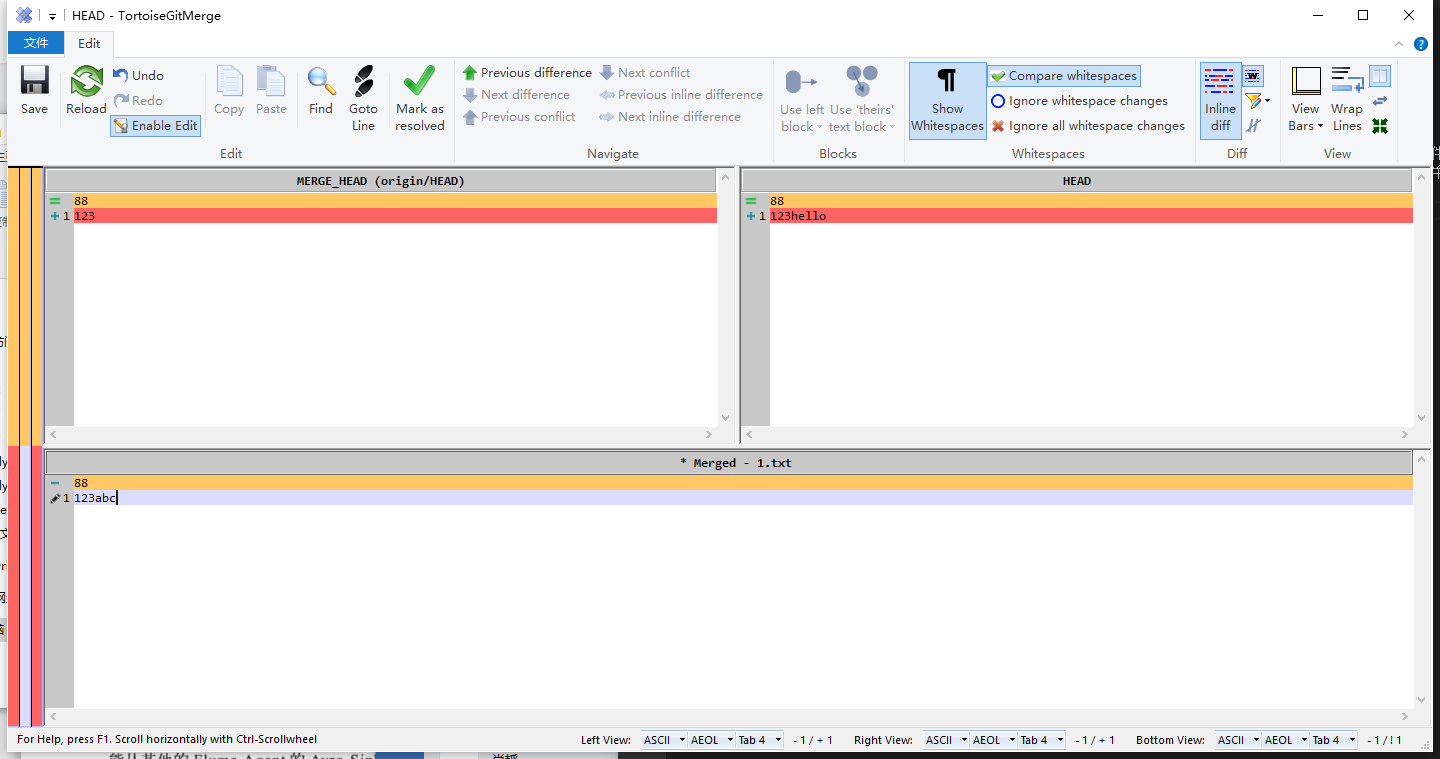 HEAD - TortoiseGitMerge
文件 Edit
Save
Reload
Undo
Redo
Enable Edit
Copy
Paste
Find
Goto
Line
Mark as
resolved
Edit
Previous difference
Next difference
Previous conflict
Next conflict
Previous inline difference
Next inline difference
Navigate
Use left
block
Use 'theirs'
text block
Blocks
Show
Whitespaces
Compare whitespaces
Ignore whitespace changes
Ignore all whitespace changes
Whitespaces
Inline
diff
Diff
View
Bars
Wrap
Lines
View
MERGE_HEAD (origin/HEAD)
88
1 123
HEAD
88
1 123hello
* Merged - 1.txt
88
1 123abc
For Help, press F1. Scroll horizontally with Ctrl-Scrollwheel
Left View: ASCII AEOL Tab 4 - 1 / + 1
Right View: ASCII AEOL Tab 4 - 1 / + 1
Bottom View: ASCII AEOL Tab 4 - 1 / ! 1